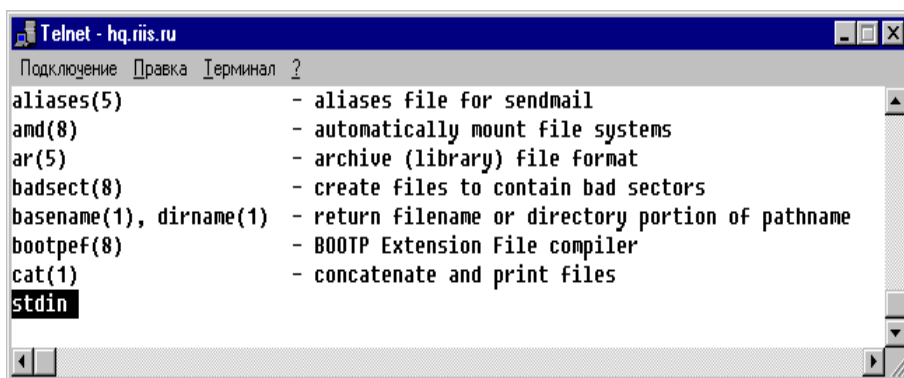 Telnet - hq.riis.ru
Подключение Правка Терминал ?
aliases(5) - aliases file for sendmail
amd(8) - automatically mount file systems
ar(5) - archive (library) file format
badsect(8) - create files to contain bad sectors
basename(1), dirname(1) - return filename or directory portion of pathname
bootpef(8) - BOOTP Extension File compiler
cat(1) - concatenate and print files
stdin